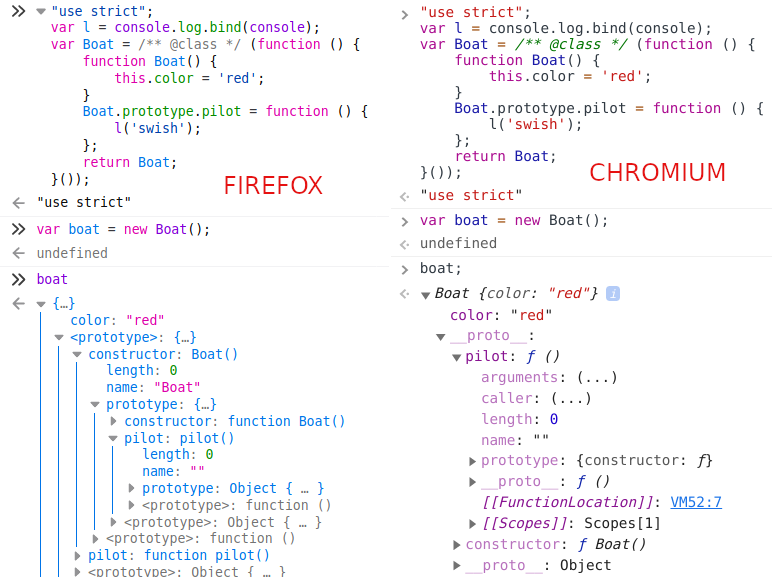 "use strict";
var l = console.log.bind(console);
var Boat = /** @class */ (function () {
function Boat() {
this.color = 'red';
}
Boat.prototype.pilot = function () {
l('swish');
};
return Boat;
}());
FIREFOX
"use strict"
var boat = new Boat();
undefined
boat
{…}
color: "red"
<prototype>: {…}
constructor: Boat()
length: 0
name: "Boat"
prototype: {…}
constructor: function Boat()
pilot: pilot()
length: 0
name: ""
prototype: Object { … }
<prototype>: function ()
<prototype>: Object { … }
<prototype>: function ()
pilot: function pilot()
<prototype>: Object { … }
"use strict";
var l = console.log.bind(console);
var Boat = /** @class */ (function () {
function Boat() {
this.color = 'red';
}
Boat.prototype.pilot = function () {
l('swish');
};
return Boat;
}());
CHROMIUM
"use strict"
var boat = new Boat();
undefined
boat;
Boat {color: "red"} i
color: "red"
__proto__:
pilot: ƒ ()
arguments: (...)
caller: (...)
length: 0
name: ""
prototype: {constructor: ƒ}
__proto__: ƒ ()
[[FunctionLocation]]: VM52:7
[[Scopes]]: Scopes[1]
constructor: ƒ Boat()
__proto__: Object